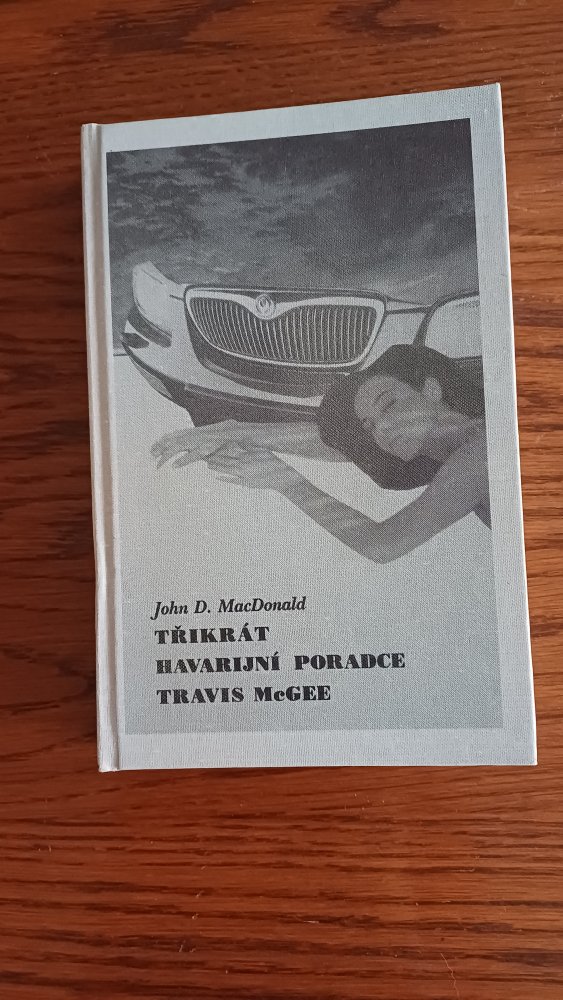 John D. MacDonald
TŘIKRÁT
HAVARIJNÍ PORADCE
TRAVIS McGEE